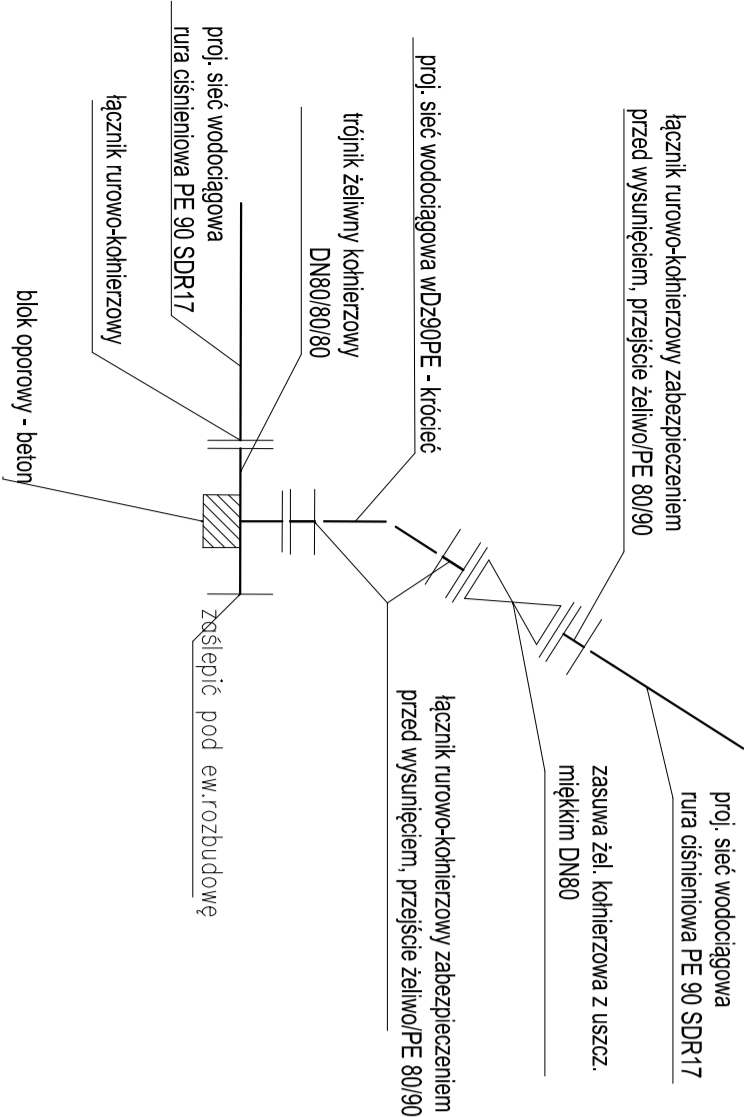 łącznik rurowo-kołnierzowy zabezpieczeniem
przed wysunięciem, przejście żeliwo/PE 80/90
proj. sieć wodociągowa wDz90PE - króciec
trójnik żeliwny kołnierzowy
DN80/80/80
proj. sieć wodociągowa
rura ciśnieniowa PE 90 SDR17
łącznik rurowo-kołnierzowy
blok oporowy - beton
proj. sieć wodociągowa
rura ciśnieniowa PE 90 SDR17
zasuwa żel. kołnierzowa z uszcz.
miękkim DN80
łącznik rurowo-kołnierzowy zabezpieczeniem
przed wysunięciem, przejście żeliwo/PE 80/90
zaślepić pod ew.rozbudowę